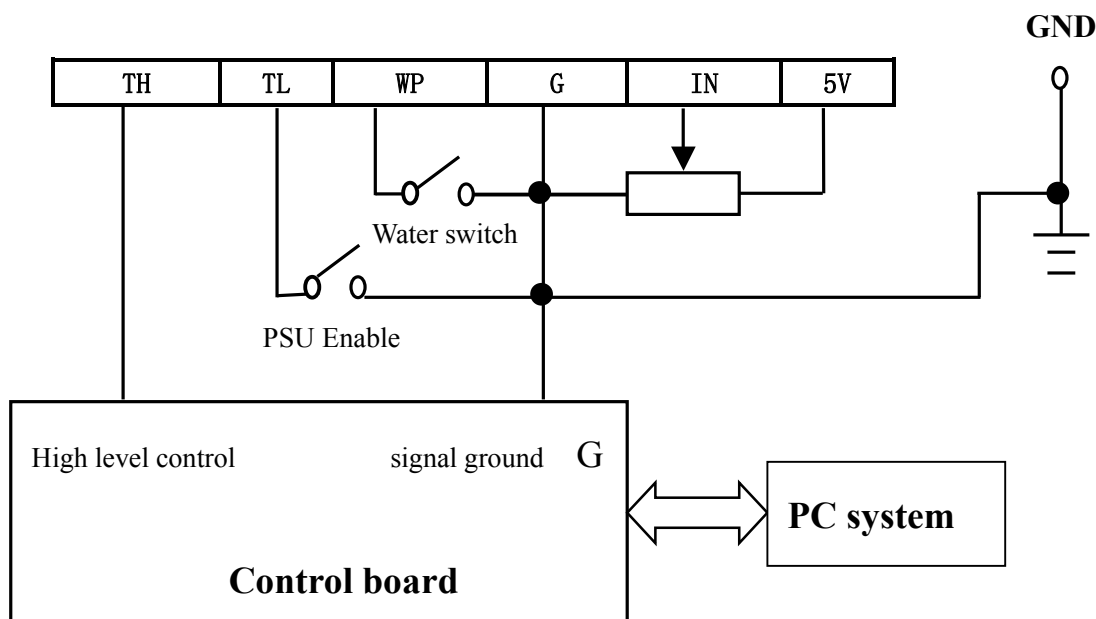 GND
TH TL WP G IN 5V
Water switch
PSU Enable
High level control signal ground G
PC system
Control board